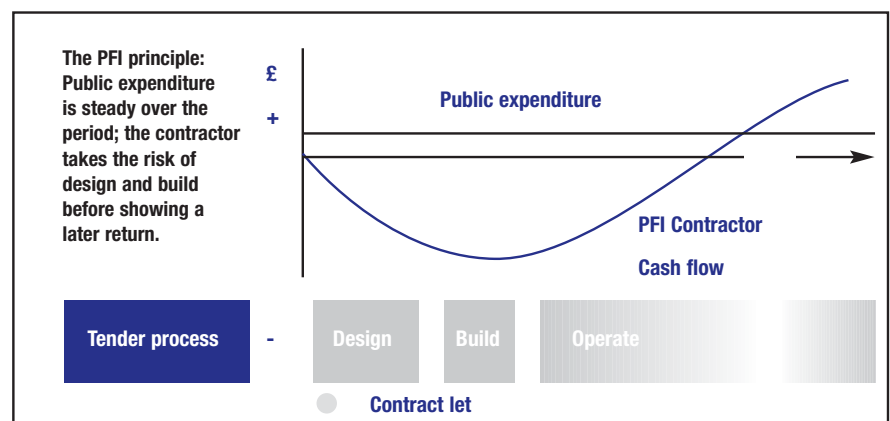 The PFI principle:
Public expenditure
is steady over the
period; the contractor
takes the risk of
design and build
before showing a
later return.
£
+
Public expenditure
PFI Contractor
Cash flow
Tender process
-
Design
Build
Operate
Contract let